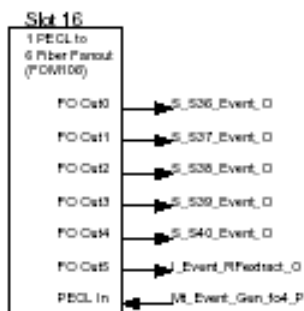 Slot 16
1 PECL to
6 Fiber Fanout
(FOM106)
FO Out0 S_S36_Event_O
FO Out1 S_S37_Event_O
FO Out2 S_S38_Event_O
FO Out3 S_S39_Event_O
FO Out4 S_S40_Event_O
FO Out5 I_Event_RFextract_O
PECL In Mt_Event_Gun_fo4_P